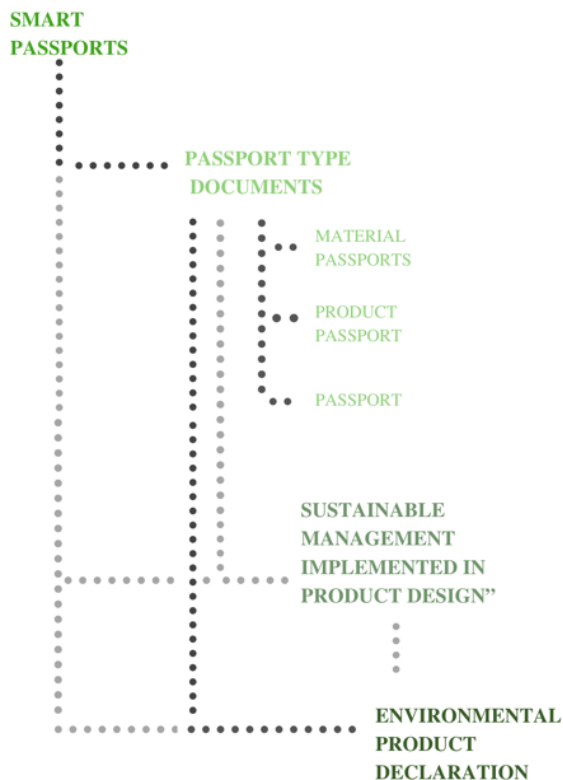 SMART
PASSPORTS
PASSPORT TYPE
DOCUMENTS
MATERIAL
PASSPORTS
PRODUCT
PASSPORT
PASSPORT
SUSTAINABLE
MANAGEMENT
IMPLEMENTED IN
PRODUCT DESIGN”
ENVIRONMENTAL
PRODUCT
DECLARATION